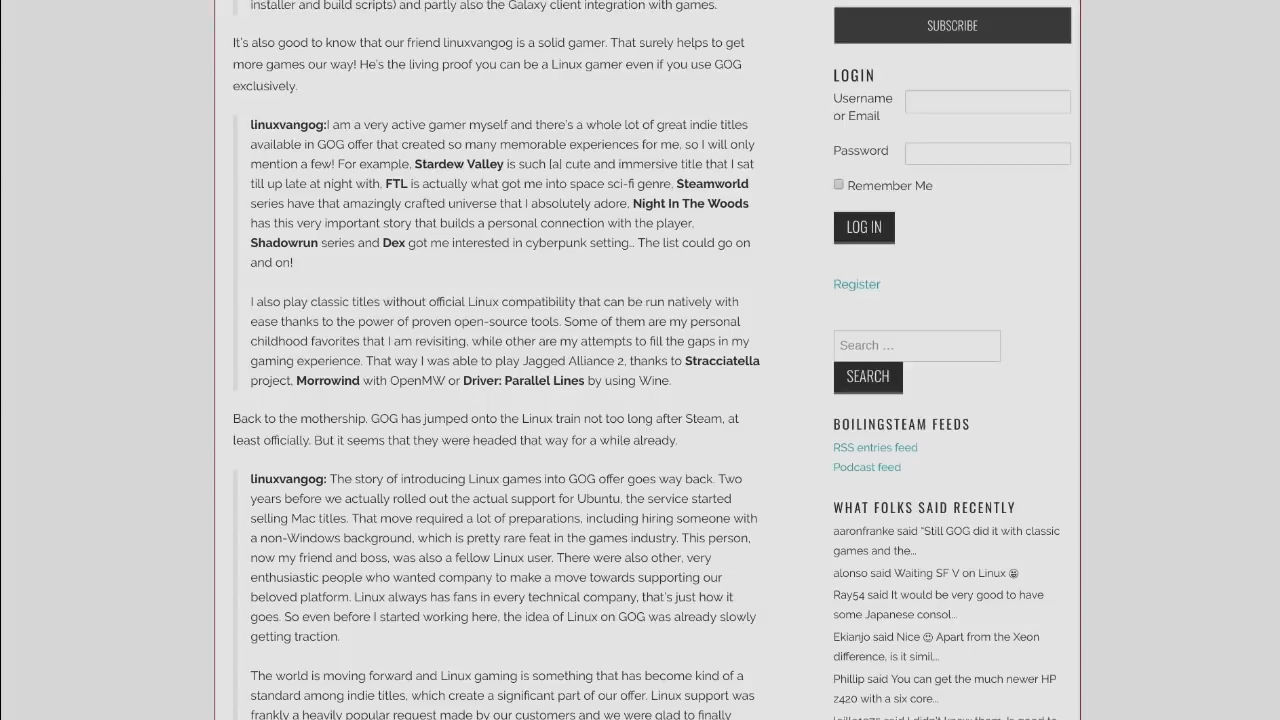 installer and build scripts) and partly also the Galaxy client integration with games.
It's also good to know that our friend linuxvangog is a solid gamer. That surely helps to get
more games our way! He's the living proof you can be a Linux gamer even if you use GOG
exclusively.
linuxvangog:I am a very active gamer myself and there's a whole lot of great indie titles
available in GOG offer that created so many memorable experiences for me, so I will only
mention a few! For example, Stardew Valley is such [a] cute and immersive title that I sat
till up late at night with, FTL is actually what got me into space sci-fi genre, Steamworld
series have that amazingly crafted universe that I absolutely adore, Night In The Woods
has this very important story that builds a personal connection with the player,
Shadowrun series and Dex got me interested in cyberpunk setting… The list could go on
and on!
I also play classic titles without official Linux compatibility that can be run natively with
ease thanks to the power of proven open-source tools. Some of them are my personal
childhood favorites that I am revisiting, while other are my attempts to fill the gaps in my
gaming experience. That way I was able to play Jagged Alliance 2, thanks to Stracciatella
project, Morrowind with OpenMW or Driver: Parallel Lines by using Wine.
Back to the mothership. GOG has jumped onto the Linux train not too long after Steam, at
least officially. But it seems that they were headed that way for a while already.
linuxvangog: The story of introducing Linux games into GOG offer goes way back. Two
years before we actually rolled out the actual support for Ubuntu, the service started
selling Mac titles. That move required a lot of preparations, including hiring someone with
a non-Windows background, which is pretty rare feat in the games industry. This person,
now my friend and boss, was also a fellow Linux user. There were also other, very
enthusiastic people who wanted company to make a move towards supporting our
beloved platform. Linux always has fans in every technical company, that's just how it
goes. So even before I started working here, the idea of Linux on GOG was already slowly
getting traction.
The world is moving forward and Linux gaming is something that has become kind of a
standard among indie titles, which create a significant part of our offer. Linux support was
frankly a heavily popular request made by our customers and we were glad to finally
SUBSCRIBE
LOGIN
Username
or Email
Password
Remember Me
LOG IN
Register
Search …
SEARCH
BOILINGSTEAM FEEDS
RSS entries feed
Podcast feed
WHAT FOLKS SAID RECENTLY
aaronfranke said "Still GOG did it with classic
games and the...
alonso said Waiting SF V on Linux 😀
Ray54 said It would be very good to have
some Japanese consol...
Ekianjo said Nice 🙂 Apart from the Xeon
difference, is it simil...
Phillip said You can get the much newer HP
z420 with a six core...